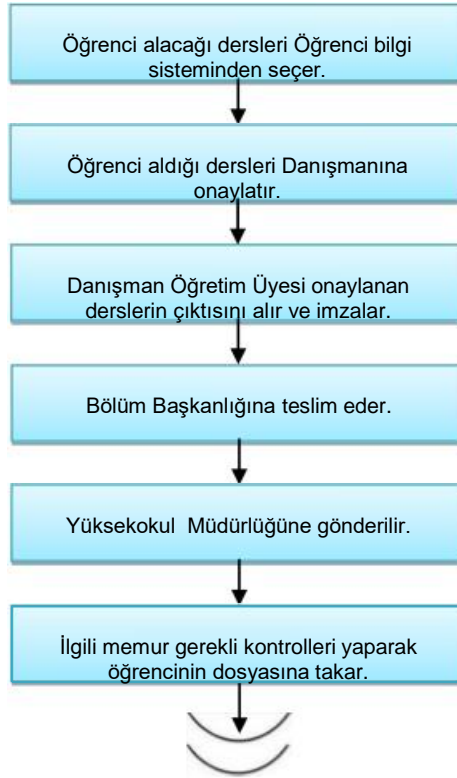 Öğrenci alacağı dersleri Öğrenci bilgi
sisteminden seçer.
Öğrenci aldığı dersleri Danışmanına
onaylatır.
Danışman Öğretim Üyesi onaylanan
derslerin çıktısını alır ve imzalar.
Bölüm Başkanlığına teslim eder.
Yüksekokul Müdürlüğüne gönderilir.
İlgili memur gerekli kontrolleri yaparak
öğrencinin dosyasına takar.